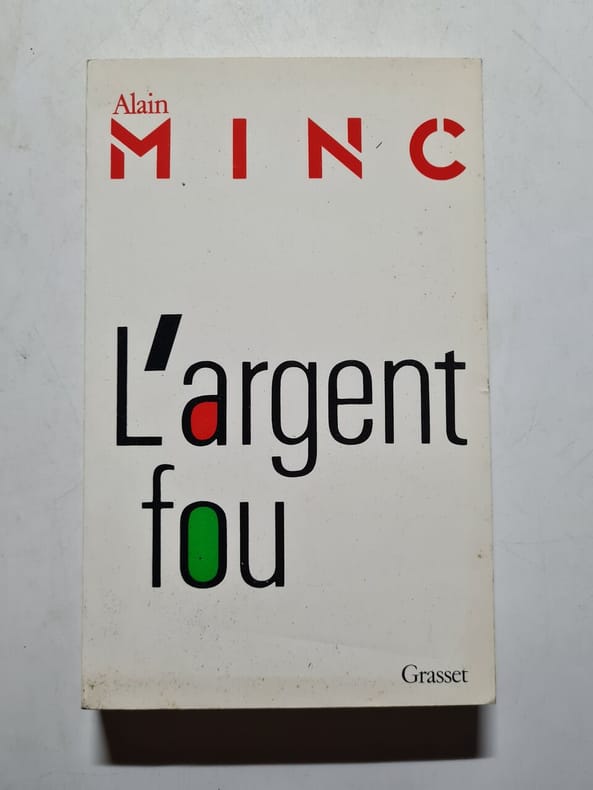 Alain
MINC
L'argent
fou
Grasset